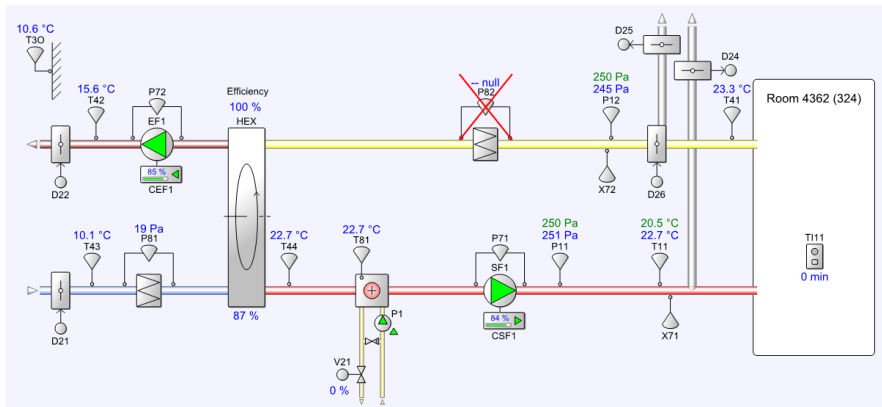 10.6 °C
T3O
15.6 °C
T42
P72
EF1
85 %
CEF1
D22
Efficiency
100 %
HEX
-- null
P82
250 Pa
245 Pa
P12
X72
D25
D24
D26
23.3 °C
T41
Room 4362 (324)
10.1 °C
T43
19 Pa
P81
D21
87 %
22.7 °C
T44
22.7 °C
T81
P1
V21
0 %
P71
SF1
84 %
CSF1
250 Pa
251 Pa
P11
20.5 °C
22.7 °C
T11
X71
TI11
0 min